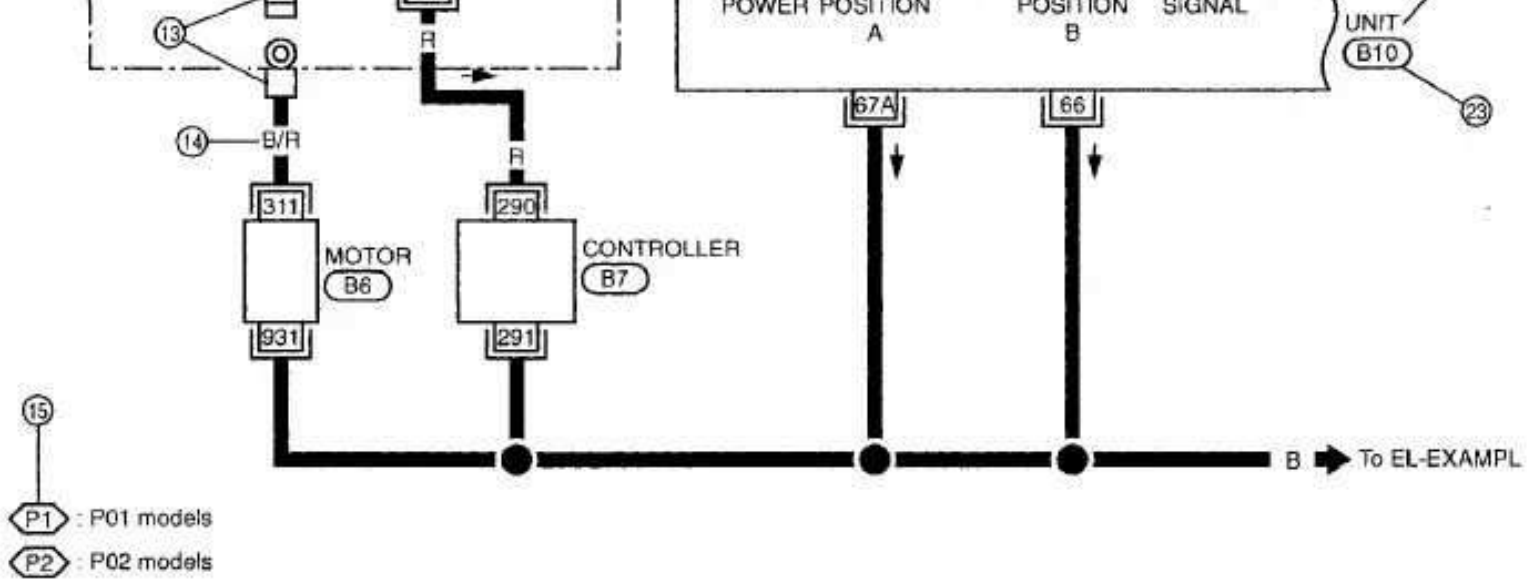 POWER POSITION
A
POSITION
B
SIGNAL
UNIT
B10
13
R
67A
66
23
14
B/R
R
311
290
MOTOR
B6
CONTROLLER
B7
931
291
15
B
To EL-EXAMPL
P1 : P01 models
P2 : P02 models